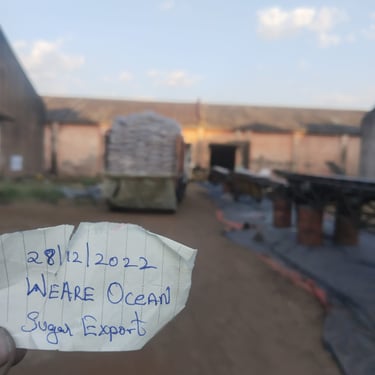 28/12/2022
WEARE OCEAN
Sugar Export